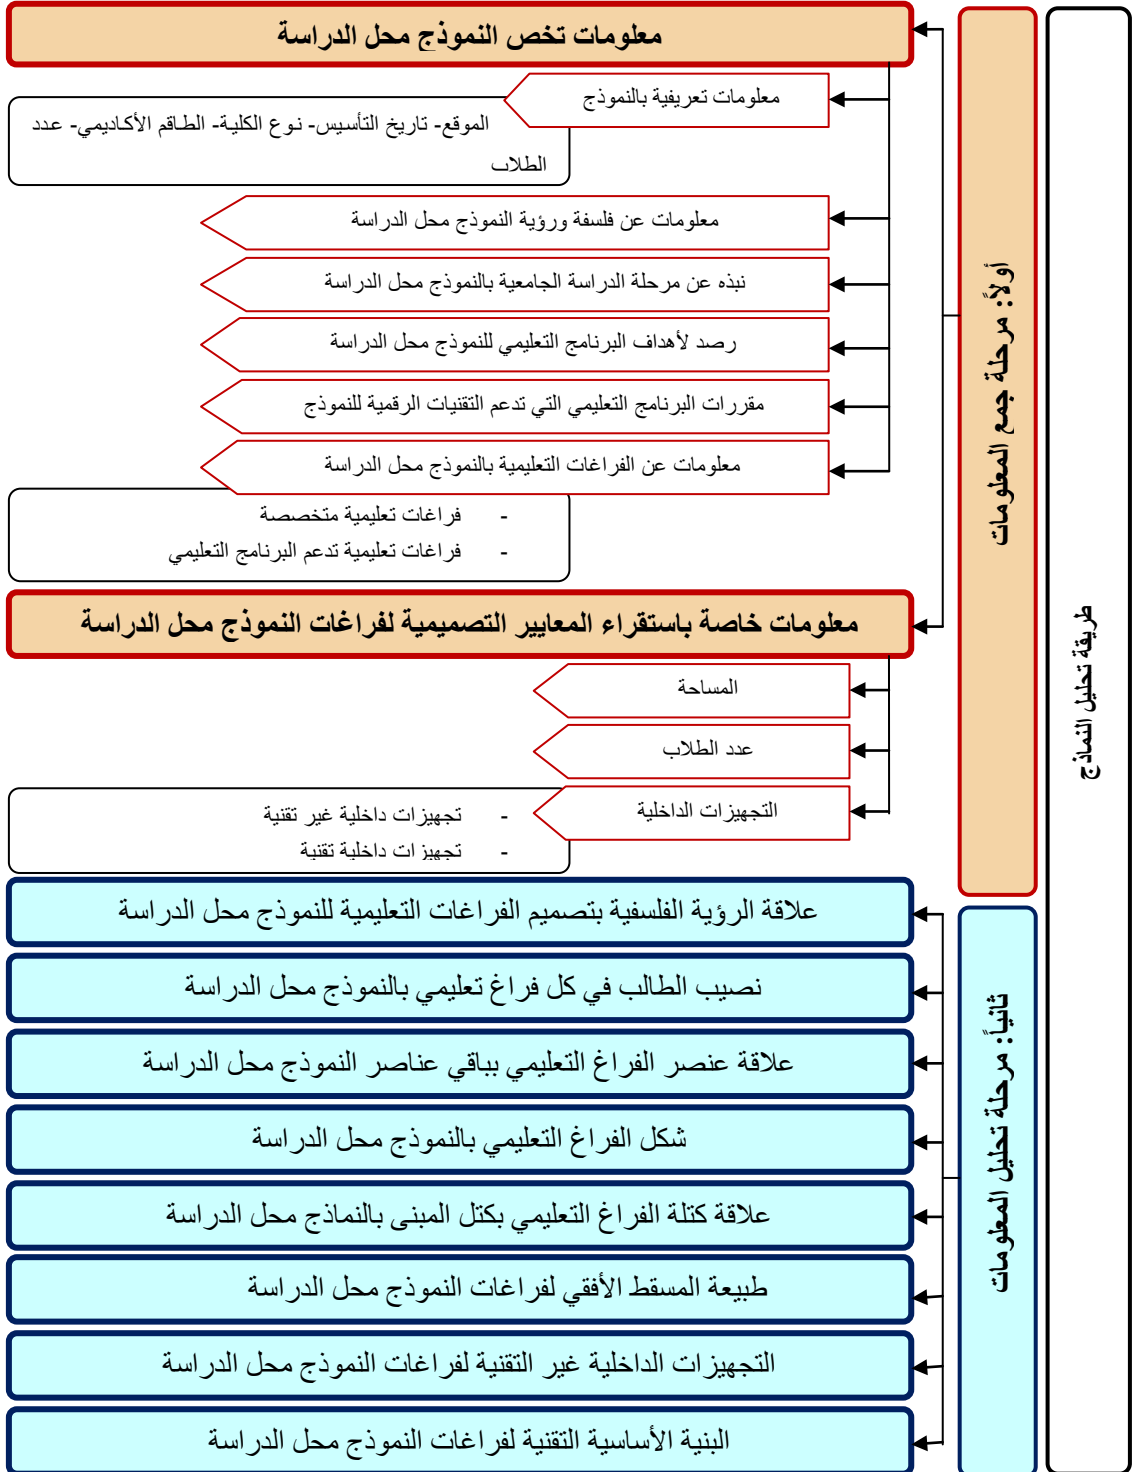 طريقة تحليل النماذج
أولاً: مرحلة جمع المعلومات
معلومات تخص النموذج محل الدراسة
معلومات تعريفية بالنموذج
الموقع- تاريخ التأسيس- نوع الكلية- الطاقم الأكاديمي- عدد
الطلاب
معلومات عن فلسفة ورؤية النموذج محل الدراسة
نبذه عن مرحلة الدراسة الجامعية بالنموذج محل الدراسة
رصد لأهداف البرنامج التعليمي للنموذج محل الدراسة
مقررات البرنامج التعليمي التي تدعم التقنيات الرقمية للنموذج
معلومات عن الفراغات التعليمية بالنموذج محل الدراسة
- فراغات تعليمية متخصصة
- فراغات تعليمية تدعم البرنامج التعليمي
معلومات خاصة باستقراء المعايير التصميمية لفراغات النموذج محل الدراسة
المساحة
عدد الطلاب
التجهيزات الداخلية
- تجهيزات داخلية غير تقنية
- تجهيزات داخلية تقنية
ثانياً: مرحلة تحليل المعلومات
علاقة الرؤية الفلسفية بتصميم الفراغات التعليمية للنموذج محل الدراسة
نصيب الطالب في كل فراغ تعليمي بالنموذج محل الدراسة
علاقة عنصر الفراغ التعليمي بباقي عناصر النموذج محل الدراسة
شكل الفراغ التعليمي بالنموذج محل الدراسة
علاقة كتلة الفراغ التعليمي بكتل المبنى بالنماذج محل الدراسة
طبيعة المسقط الأفقي لفراغات النموذج محل الدراسة
التجهيزات الداخلية غير التقنية لفراغات النموذج محل الدراسة
البنية الأساسية التقنية لفراغات النموذج محل الدراسة